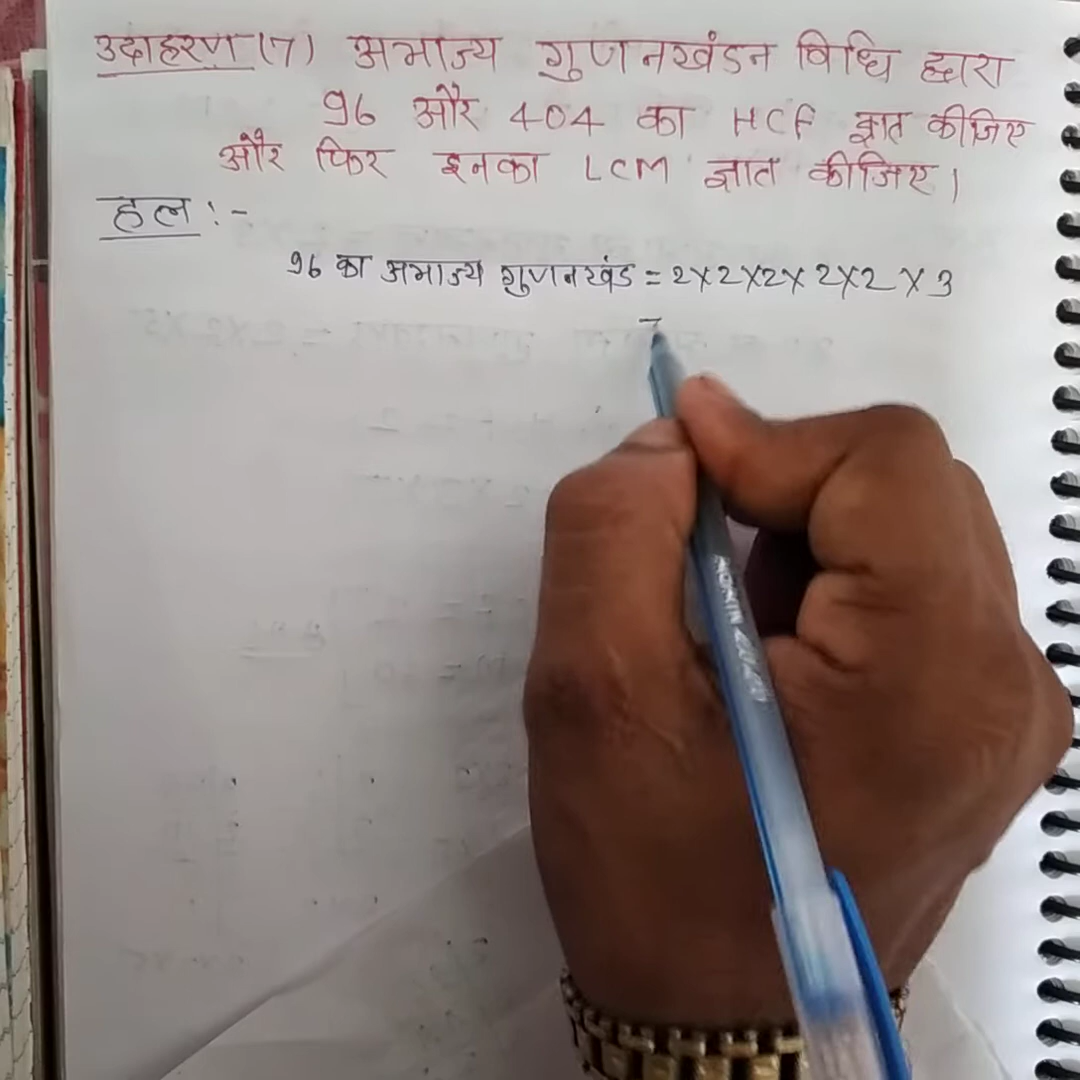 उदाहरण (7) अभाज्य गुणनखंडन विधि द्वारा
96 और 404 का HCF ज्ञात कीजिए
और फिर इनका LCM ज्ञात कीजिए।
हल :-
96 का अभाज्य गुणनखंड = 2×2×2×2×2×3